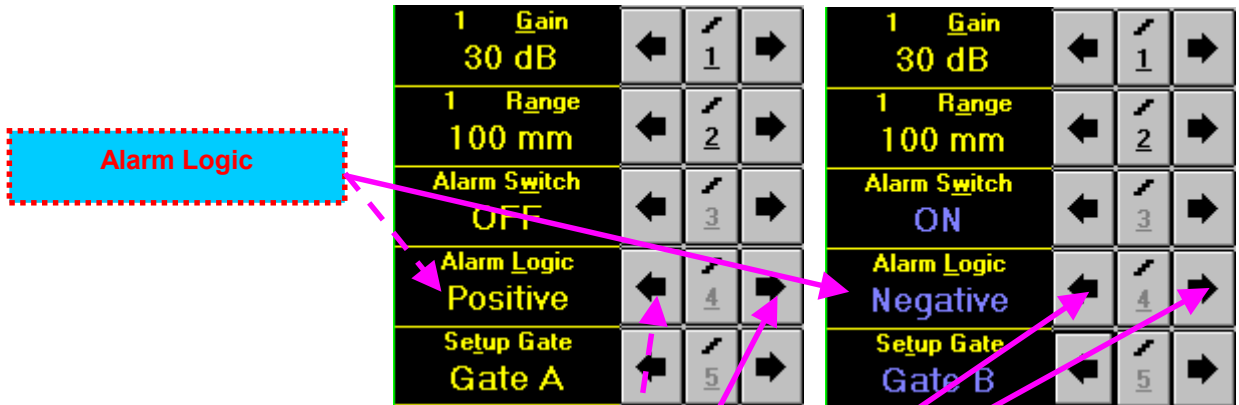 Alarm Logic
1 Gain
30 dB
1
1 Range
100 mm
2
Alarm Switch
OFF
3
Alarm Logic
Positive
4
Setup Gate
Gate A
5
1 Gain
30 dB
1
1 Range
100 mm
2
Alarm Switch
ON
3
Alarm Logic
Negative
4
Setup Gate
Gate B
5